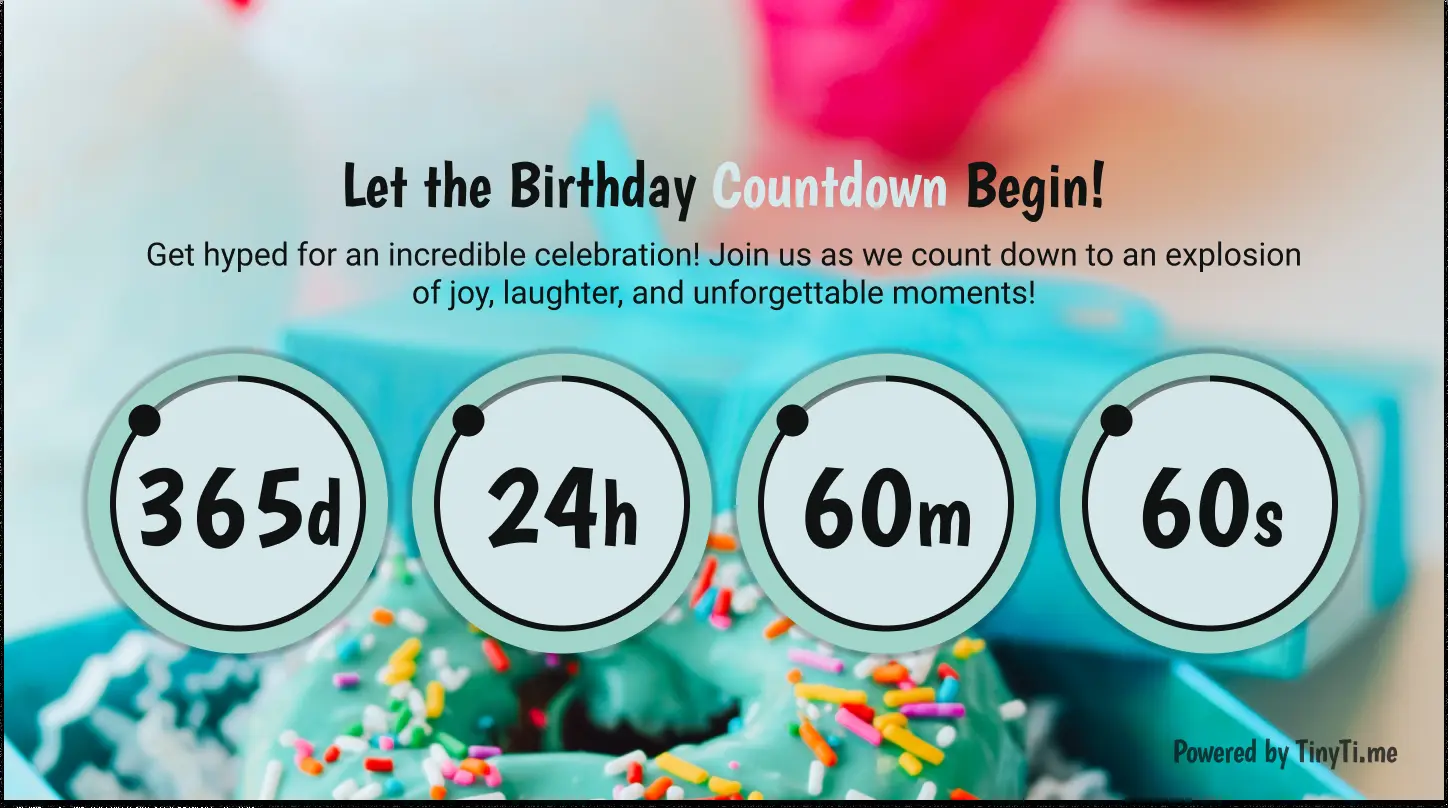 Let the Birthday Countdown Begin!
Get hyped for an incredible celebration! Join us as we count down to an explosion
of joy, laughter, and unforgettable moments!
365d 24h 60m 60s
Powered by TinyTi.me